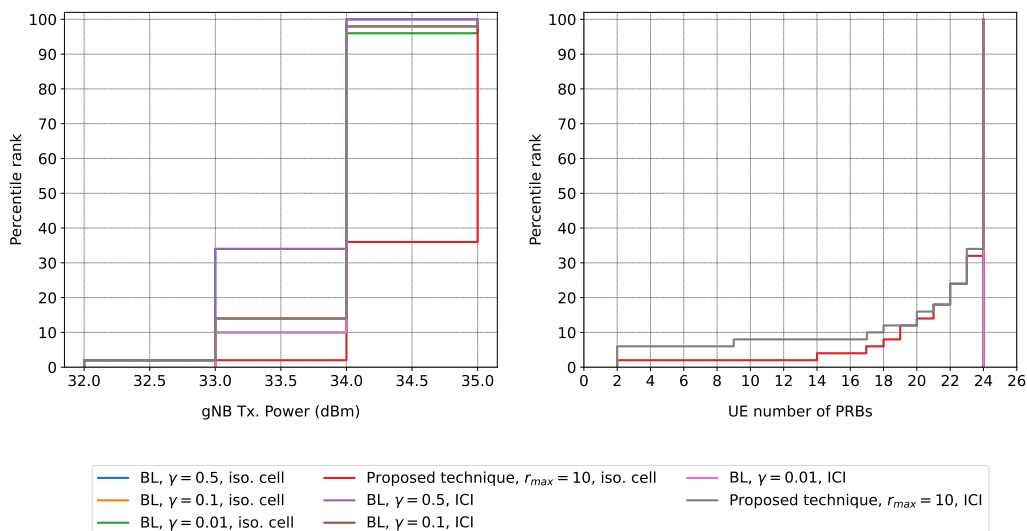 100
90
80
70
60
50
40
30
20
10
0
Percentile rank
32.0 32.5 33.0 33.5 34.0 34.5 35.0
gNB Tx. Power (dBm)
100
90
80
70
60
50
40
30
20
10
0
Percentile rank
0 2 4 6 8 10 12 14 16 18 20 22 24 26
UE number of PRBs
BL, γ = 0.5, iso. cell
BL, γ = 0.1, iso. cell
BL, γ = 0.01, iso. cell
Proposed technique, r_max = 10, iso. cell
BL, γ = 0.5, ICI
BL, γ = 0.1, ICI
BL, γ = 0.01, ICI
Proposed technique, r_max = 10, ICI